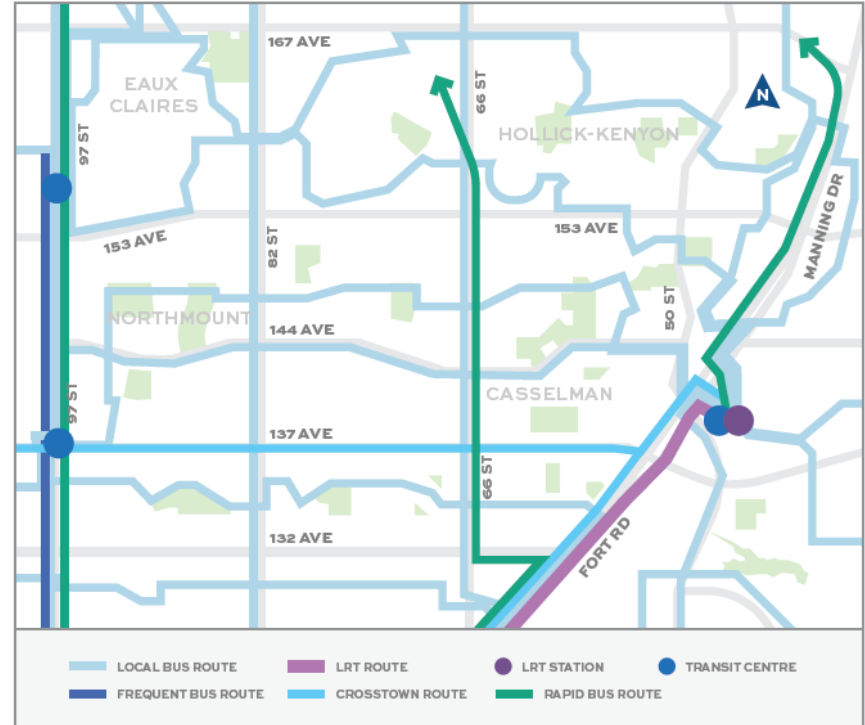 167 AVE
EAUX
CLAIRES
66 ST
N
97 ST
HOLLICK-KENYON
MANNING DR
153 AVE
82 ST
153 AVE
50 ST
NORTHMOUNT
144 AVE
97 ST
CASSELMAN
137 AVE
66 ST
132 AVE
FORT RD
LOCAL BUS ROUTE
LRT ROUTE
LRT STATION
TRANSIT CENTRE
FREQUENT BUS ROUTE
CROSSTOWN ROUTE
RAPID BUS ROUTE